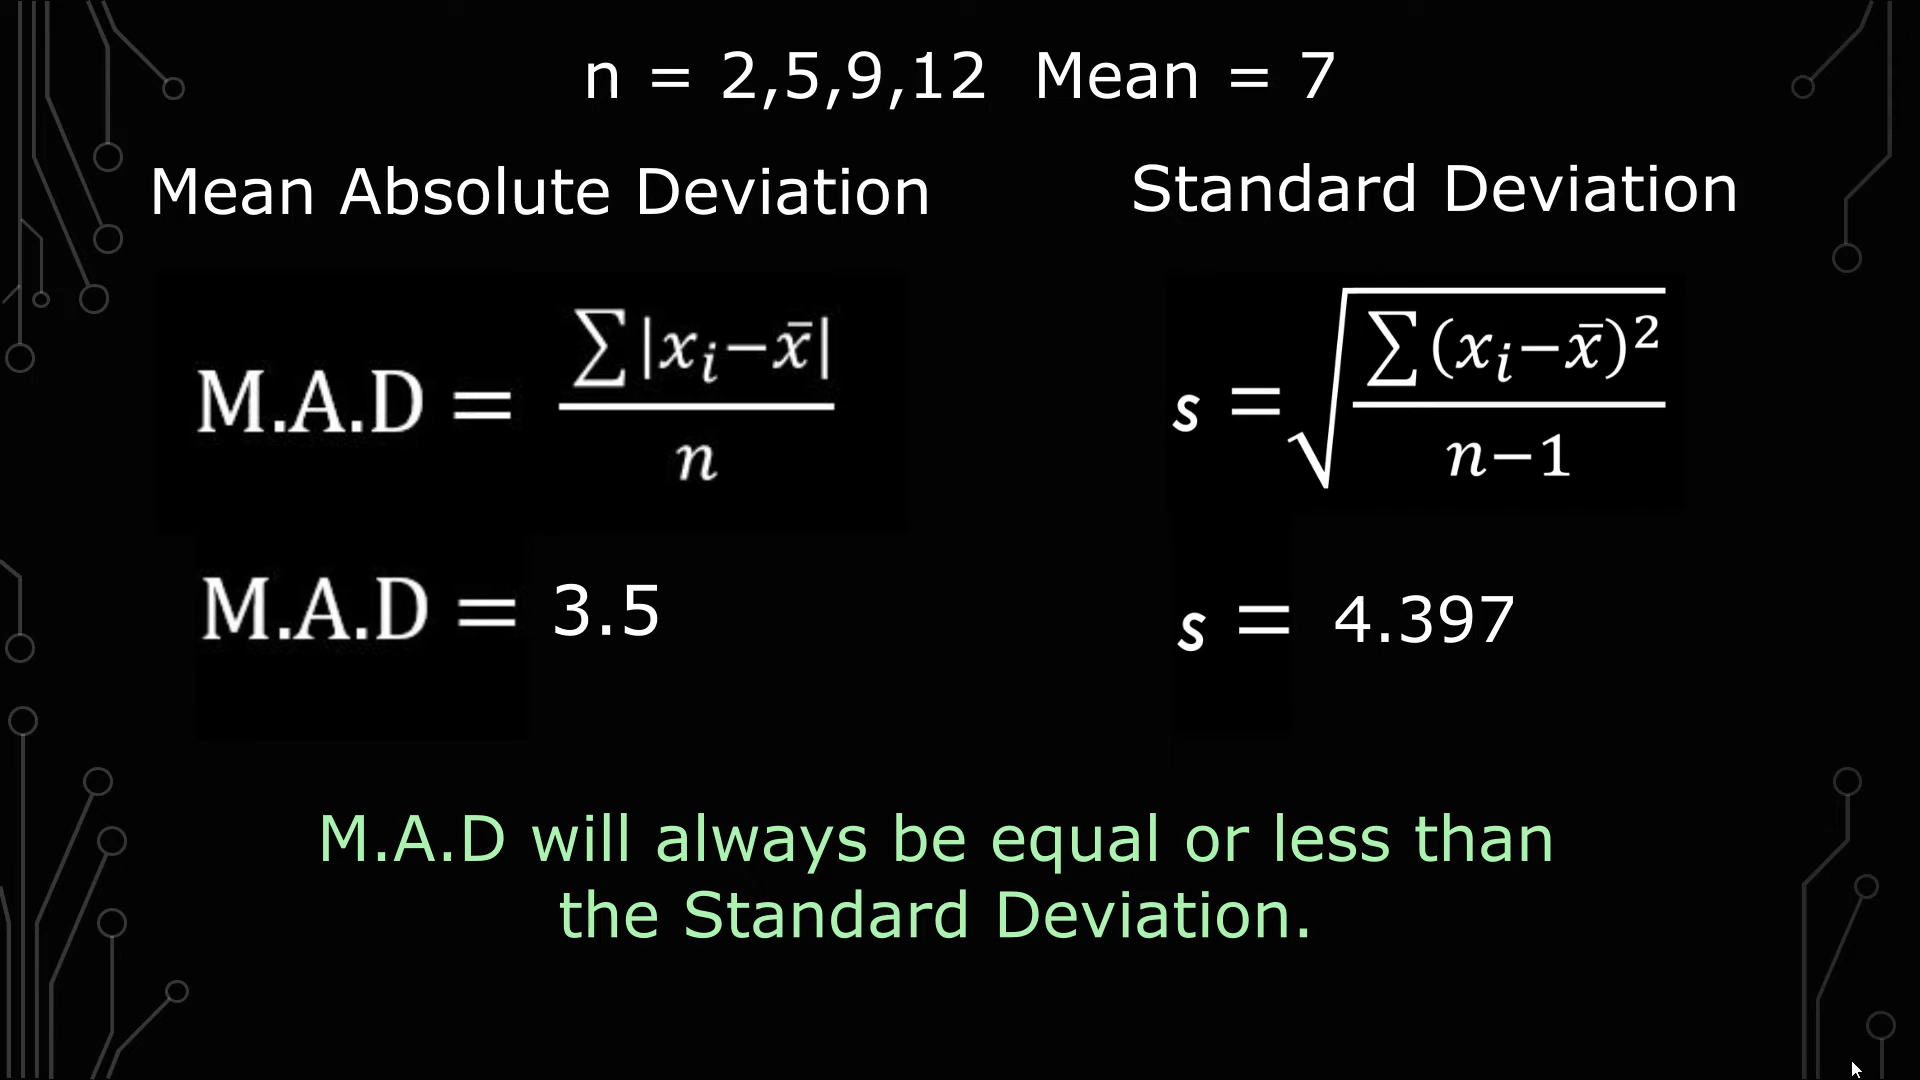 n = 2,5,9,12  Mean = 7
Mean Absolute Deviation
M.A.D = ∑|xᵢ−x̄| / n
M.A.D = 3.5
Standard Deviation
s = √(∑(xᵢ−x̄)² / n−1)
s = 4.397
M.A.D will always be equal or less than
the Standard Deviation.